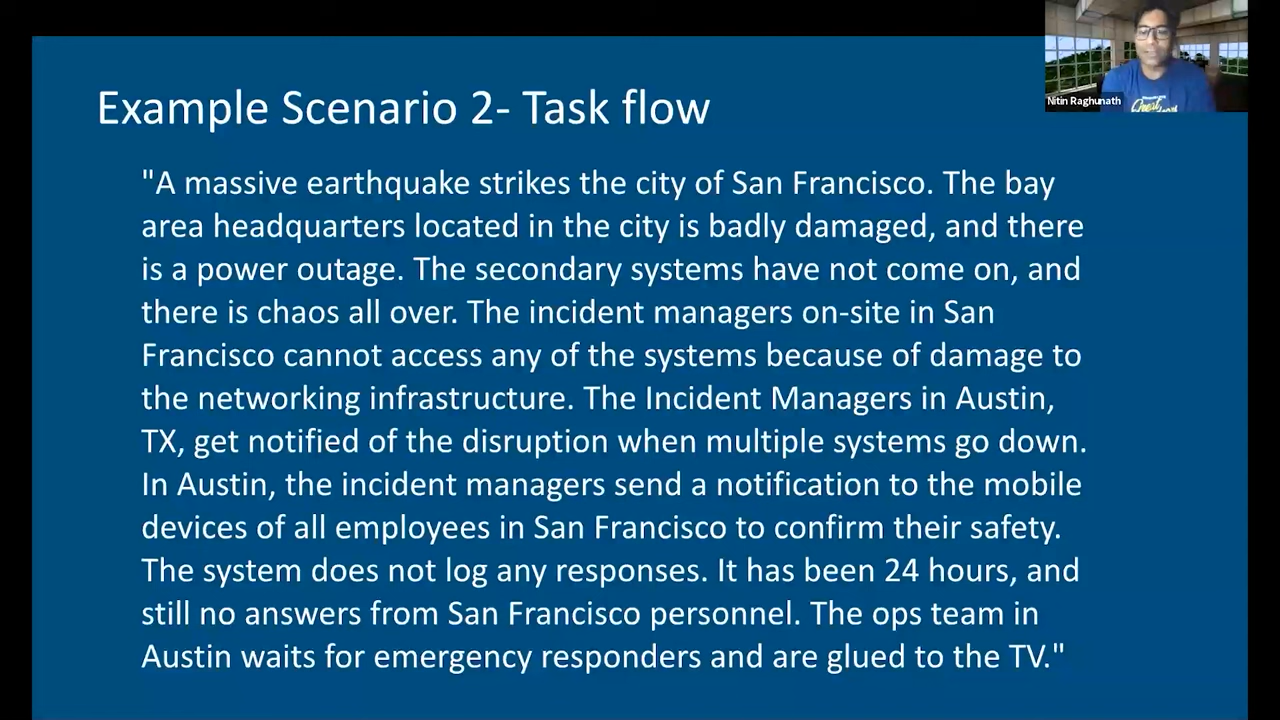 Nitin Raghunath
Example Scenario 2- Task flow
"A massive earthquake strikes the city of San Francisco. The bay
area headquarters located in the city is badly damaged, and there
is a power outage. The secondary systems have not come on, and
there is chaos all over. The incident managers on-site in San
Francisco cannot access any of the systems because of damage to
the networking infrastructure. The Incident Managers in Austin,
TX, get notified of the disruption when multiple systems go down.
In Austin, the incident managers send a notification to the mobile
devices of all employees in San Francisco to confirm their safety.
The system does not log any responses. It has been 24 hours, and
still no answers from San Francisco personnel. The ops team in
Austin waits for emergency responders and are glued to the TV."